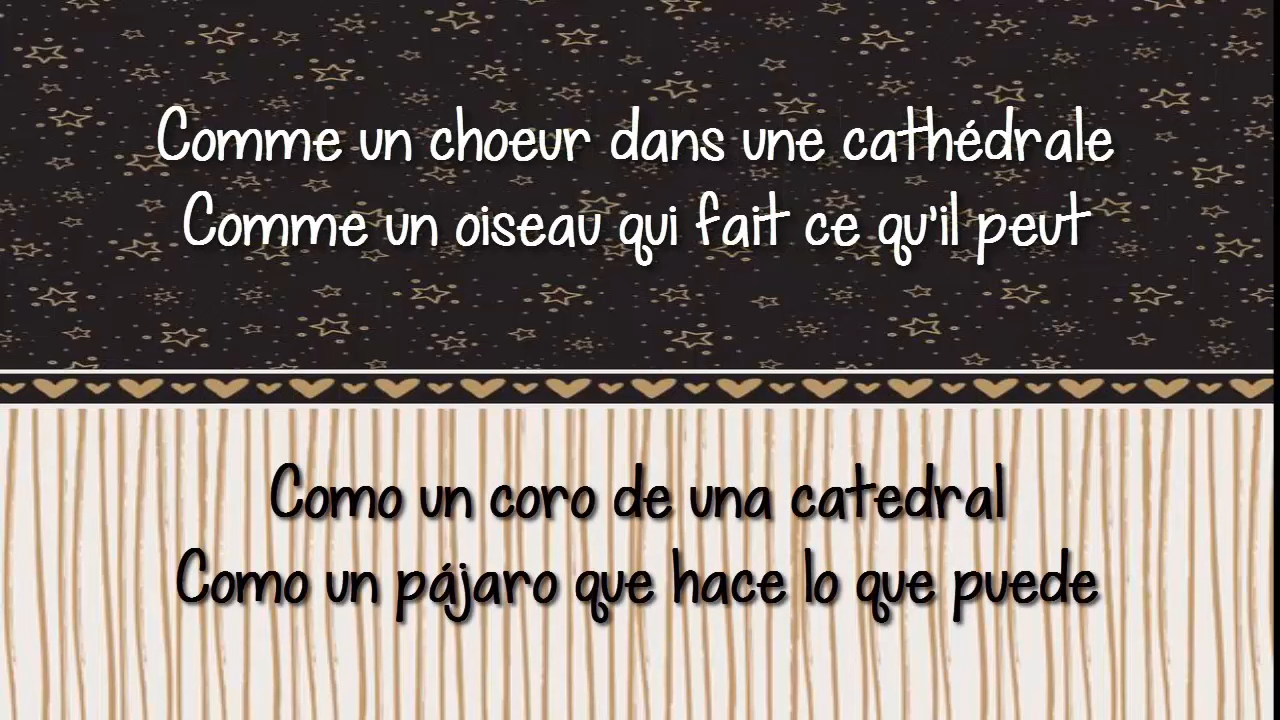 Comme un choeur dans une cathédrale
Comme un oiseau qui fait ce qu'il peut
Como un coro de una catedral
Como un pájaro que hace lo que puede